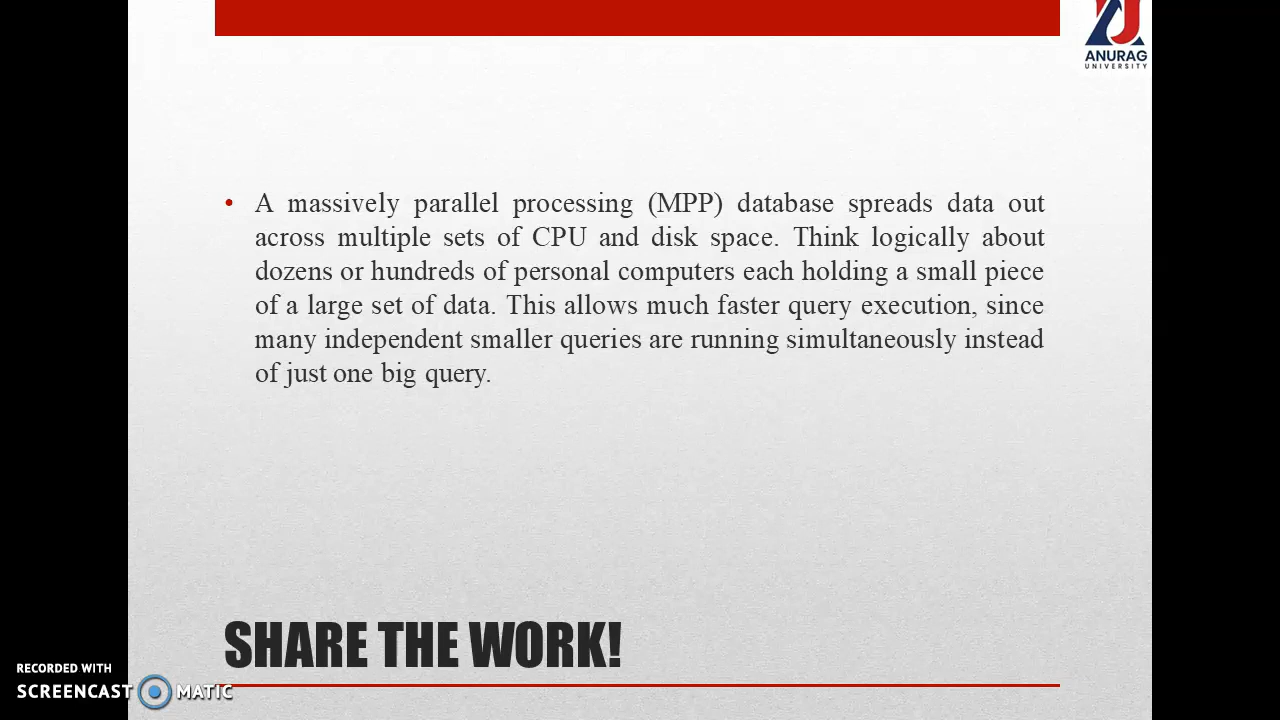 ANURAG
UNIVERSITY
• A massively parallel processing (MPP) database spreads data out
across multiple sets of CPU and disk space. Think logically about
dozens or hundreds of personal computers each holding a small piece
of a large set of data. This allows much faster query execution, since
many independent smaller queries are running simultaneously instead
of just one big query.
SHARE THE WORK!
RECORDED WITH
SCREENCAST MATIC